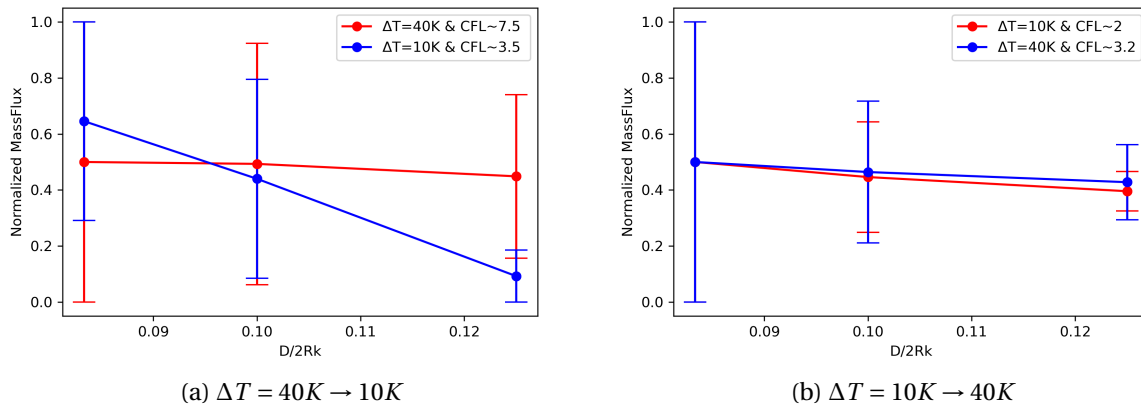 1.0
0.8
0.6
0.4
0.2
0.0
Normalized MassFlux
ΔT=40K & CFL~7.5
ΔT=10K & CFL~3.5
0.09
0.10
0.11
0.12
D/2Rk
(a) ΔT = 40K → 10K
1.0
0.8
0.6
0.4
0.2
0.0
Normalized MassFlux
ΔT=10K & CFL~2
ΔT=40K & CFL~3.2
0.09
0.10
0.11
0.12
D/2Rk
(b) ΔT = 10K → 40K